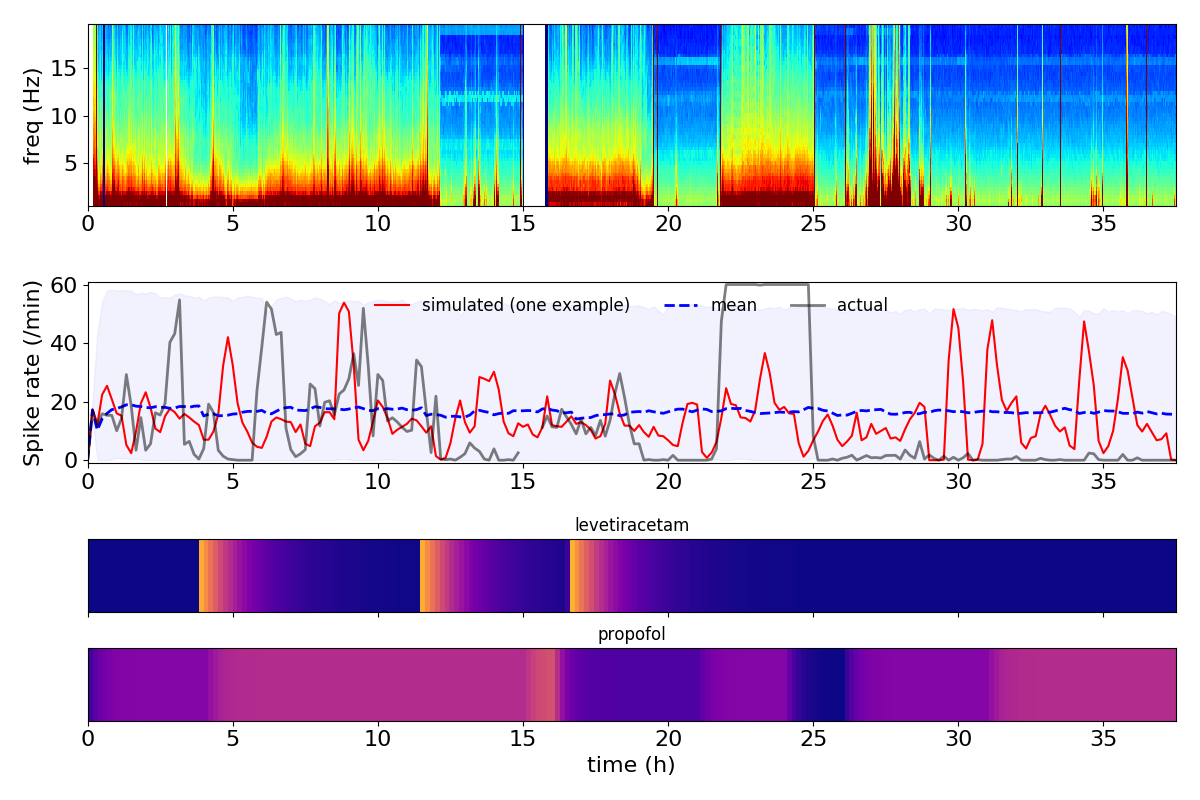 freq (Hz)
15
10
5
0 5 10 15 20 25 30 35
Spike rate (/min)
60
40
20
0
simulated (one example) mean actual
0 5 10 15 20 25 30 35
levetiracetam
propofol
0 5 10 15 20 25 30 35
time (h)